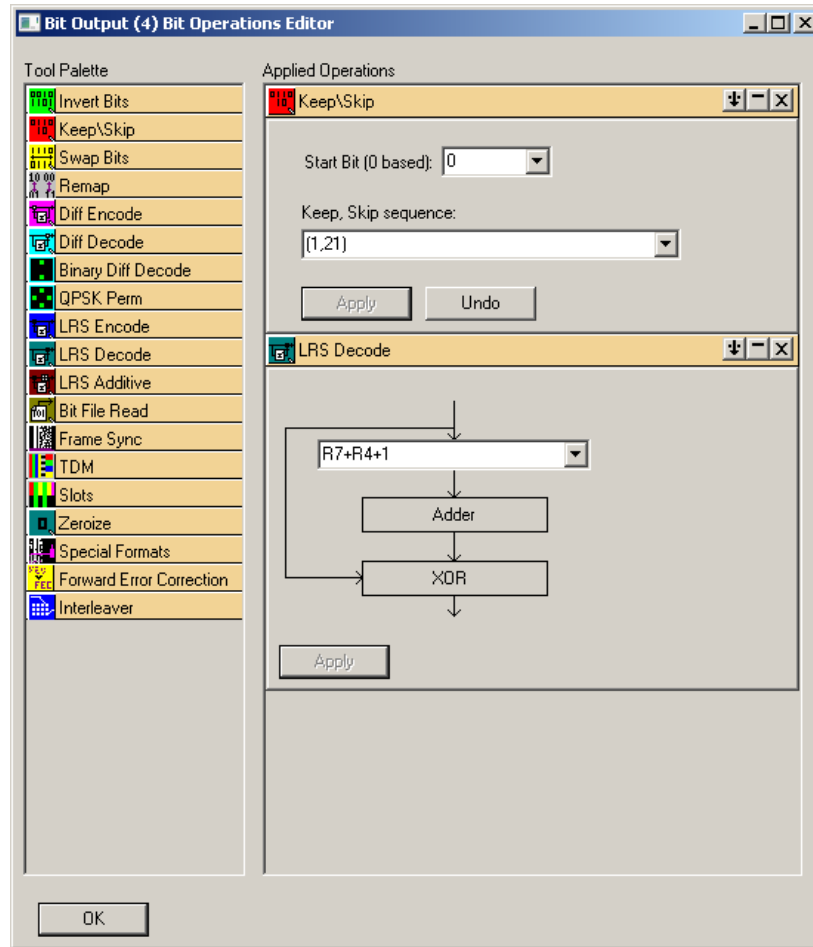 Bit Output (4) Bit Operations Editor
Tool Palette
Invert Bits
Keep\Skip
Swap Bits
Remap
Diff Encode
Diff Decode
Binary Diff Decode
QPSK Perm
LRS Encode
LRS Decode
LRS Additive
Bit File Read
Frame Sync
TDM
Slots
Zeroize
Special Formats
Forward Error Correction
Interleaver
Applied Operations
Keep\Skip
Start Bit (0 based): 0
Keep, Skip sequence:
(1,21)
Apply Undo
LRS Decode
R7+R4+1
Adder
XOR
Apply
OK